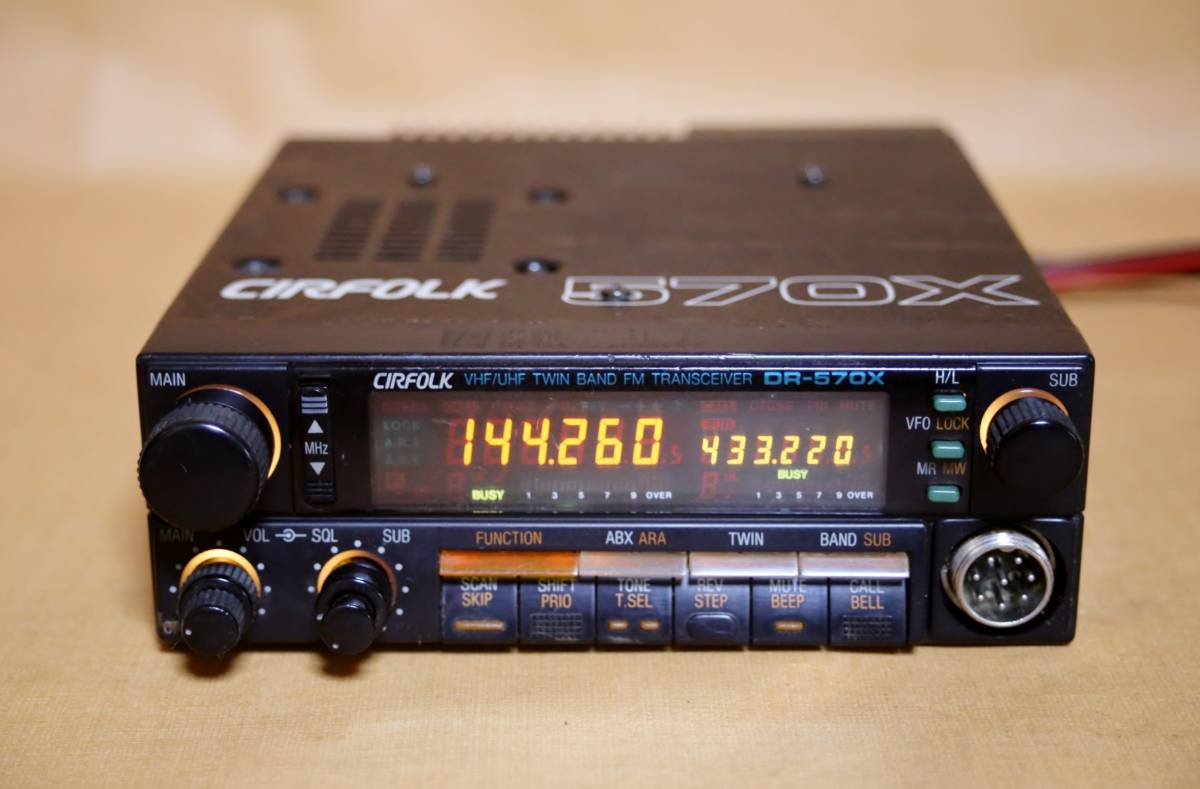 CIRFOLK 570X
MAIN
CIRFOLK VHF/UHF TWIN BAND FM TRANSCEIVER DR-570X
H/L
SUB
MHz
LOCK
144.260
433.220
VFO LOCK
MR MW
BUSY
BUSY
1 3 5 7 9 OVER
1 3 5 7 9 OVER
MAIN VOL SQL SUB
FUNCTION
ABX ARA
TWIN
BAND SUB
SCAN
SKIP
SHIFT
PRIO
TONE
T.SEL
REV
STEP
MUTE
BEEP
CALL
BELL